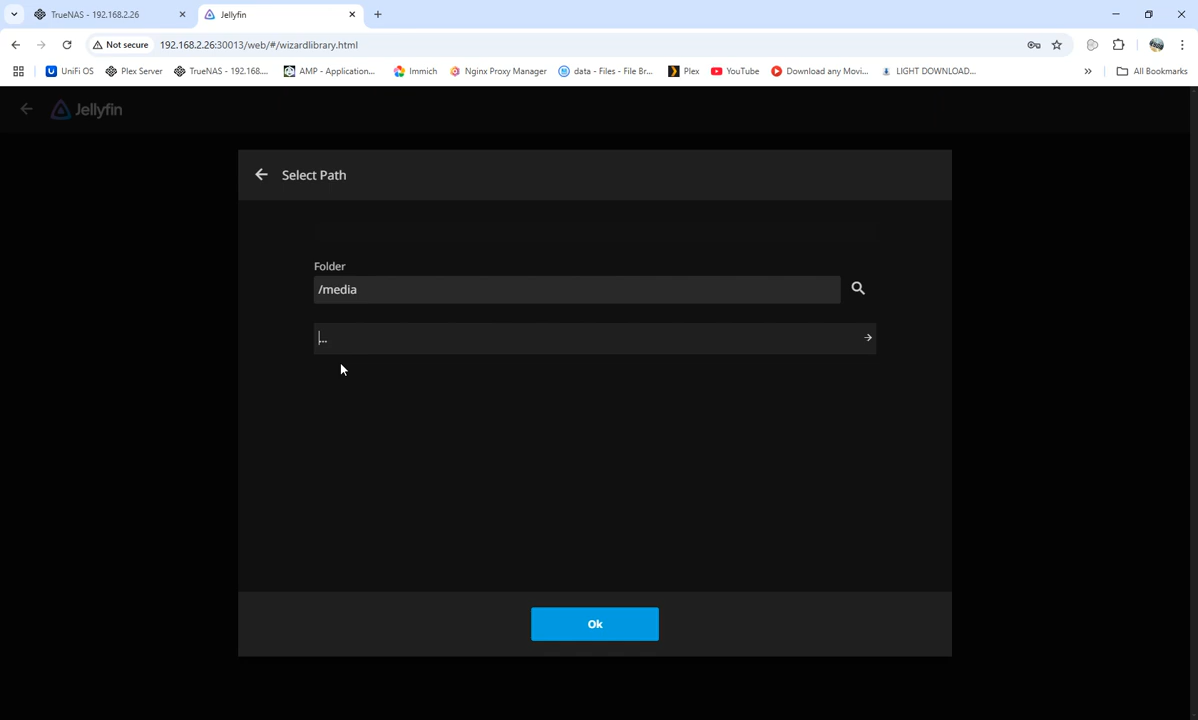 TrueNAS - 192.168.2.26
Jellyfin
Not secure
192.168.2.26:30013/web/#/wizardlibrary.html
UniFi OS
Plex Server
TrueNAS - 192.168....
AMP - Application...
Immich
Nginx Proxy Manager
data - Files - File Br...
Plex
YouTube
Download any Movi...
LIGHT DOWNLOAD...
All Bookmarks
Jellyfin
Select Path
Folder
/media
...
Ok